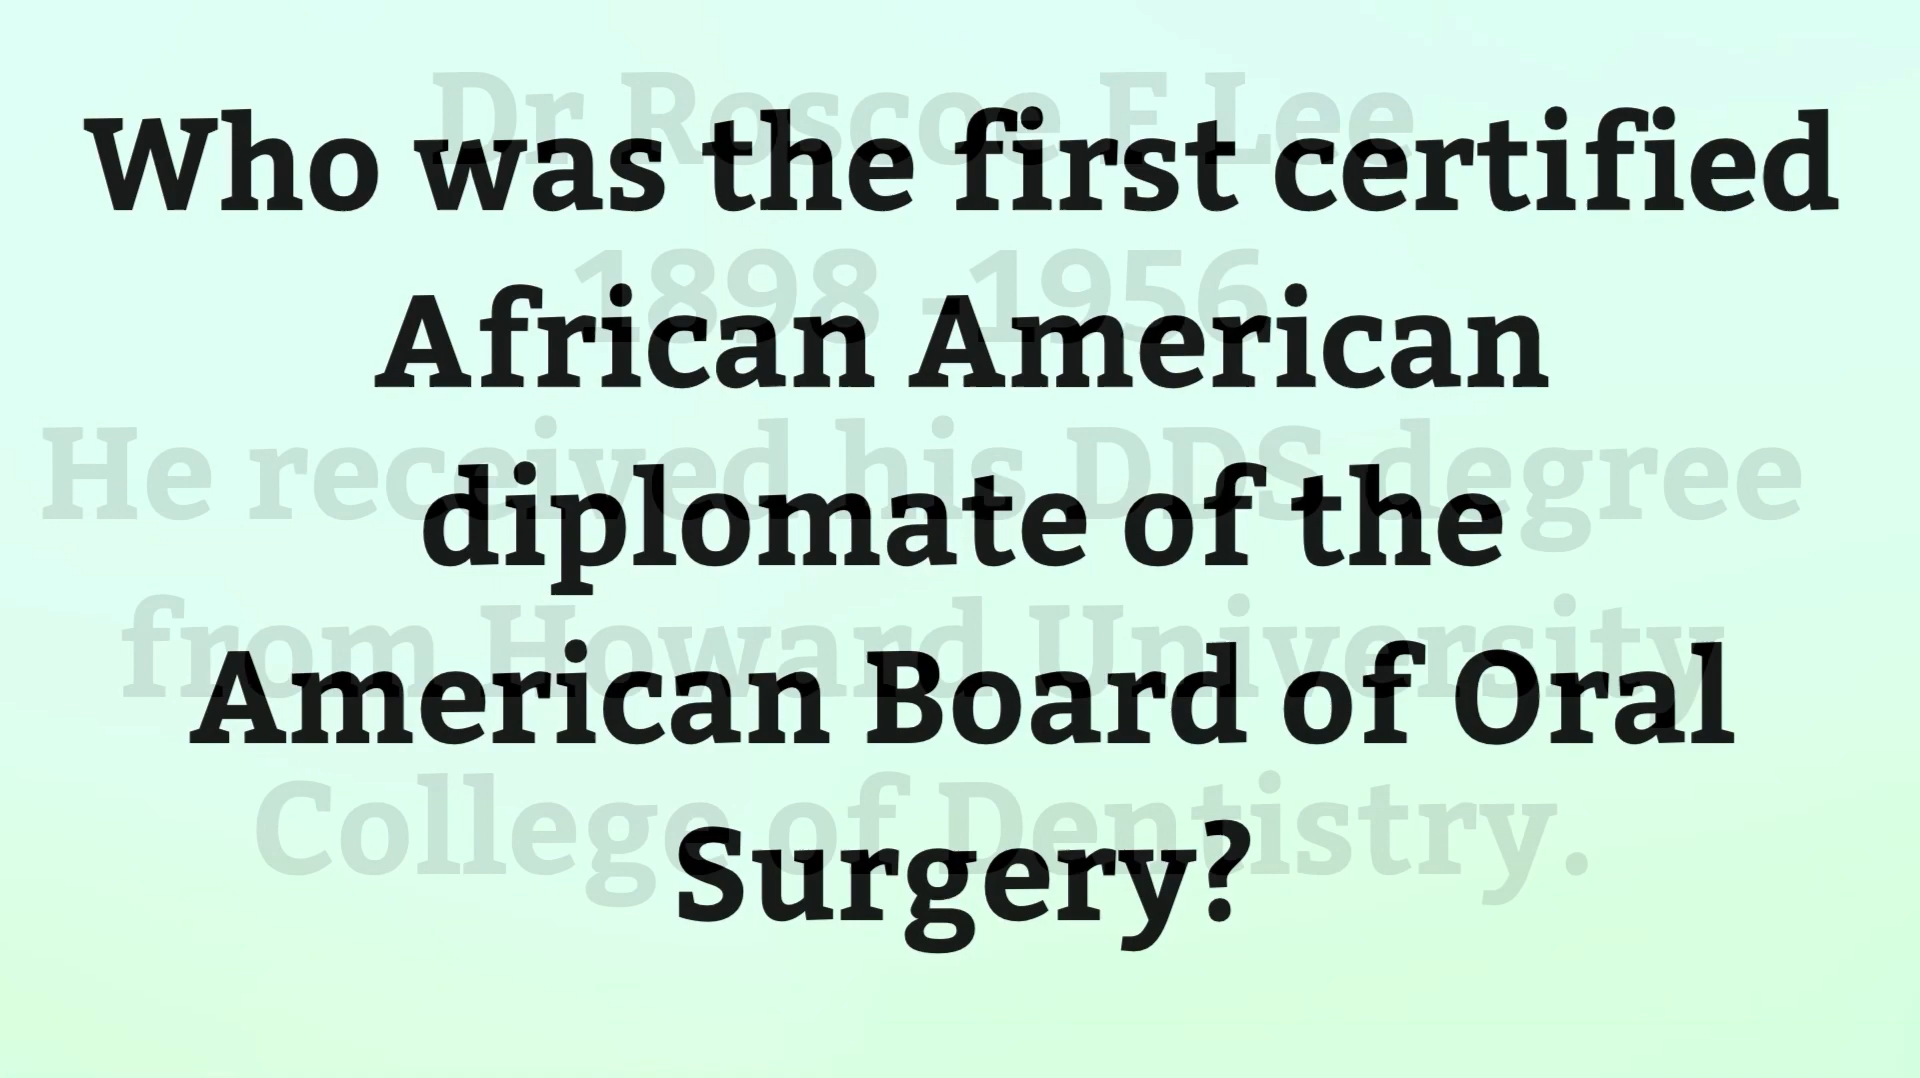 Dr Roscoe F Lee
Who was the first certified
1898 -1956
African American
He received his DDS degree
diplomate of the
from Howard University
American Board of Oral
College of Dentistry.
Surgery?